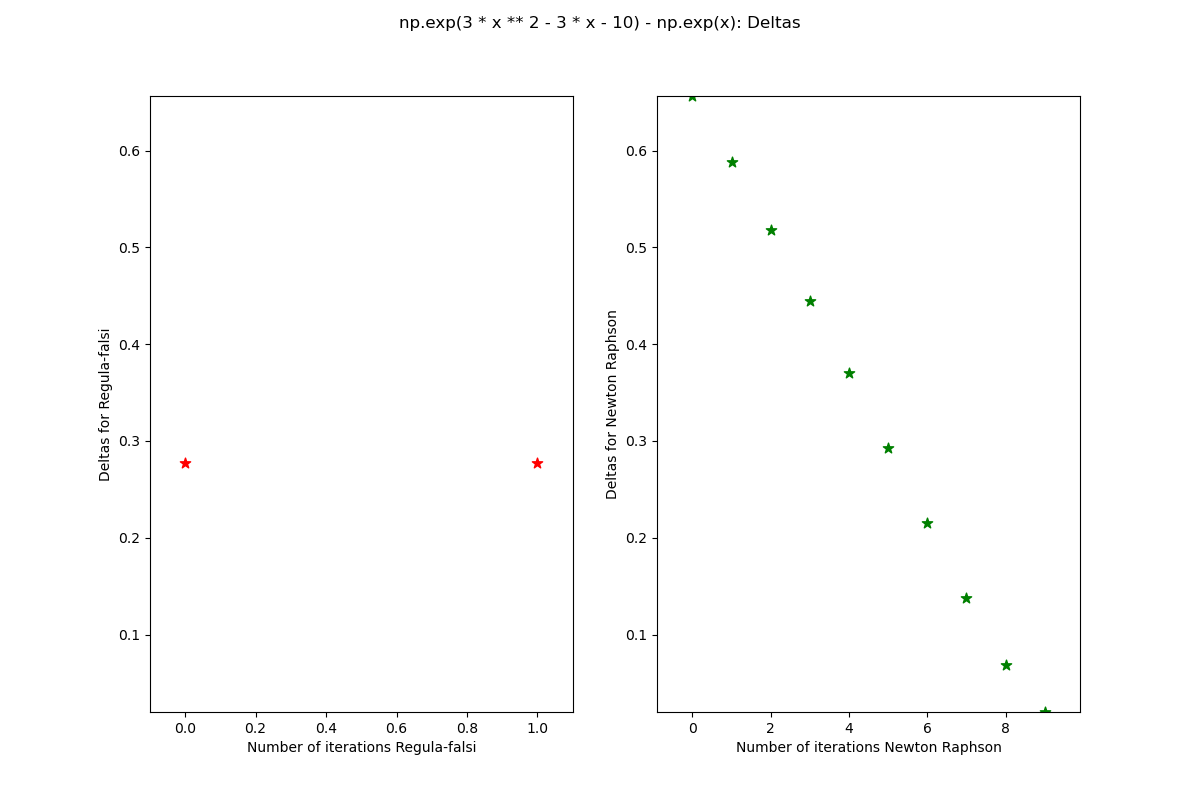 np.exp(3 * x ** 2 - 3 * x - 10) - np.exp(x): Deltas
0.6
0.5
0.4
0.3
0.2
0.1
Deltas for Regula-falsi
0.0 0.2 0.4 0.6 0.8 1.0
Number of iterations Regula-falsi
0.6
0.5
0.4
0.3
0.2
0.1
Deltas for Newton Raphson
0 2 4 6 8
Number of iterations Newton Raphson